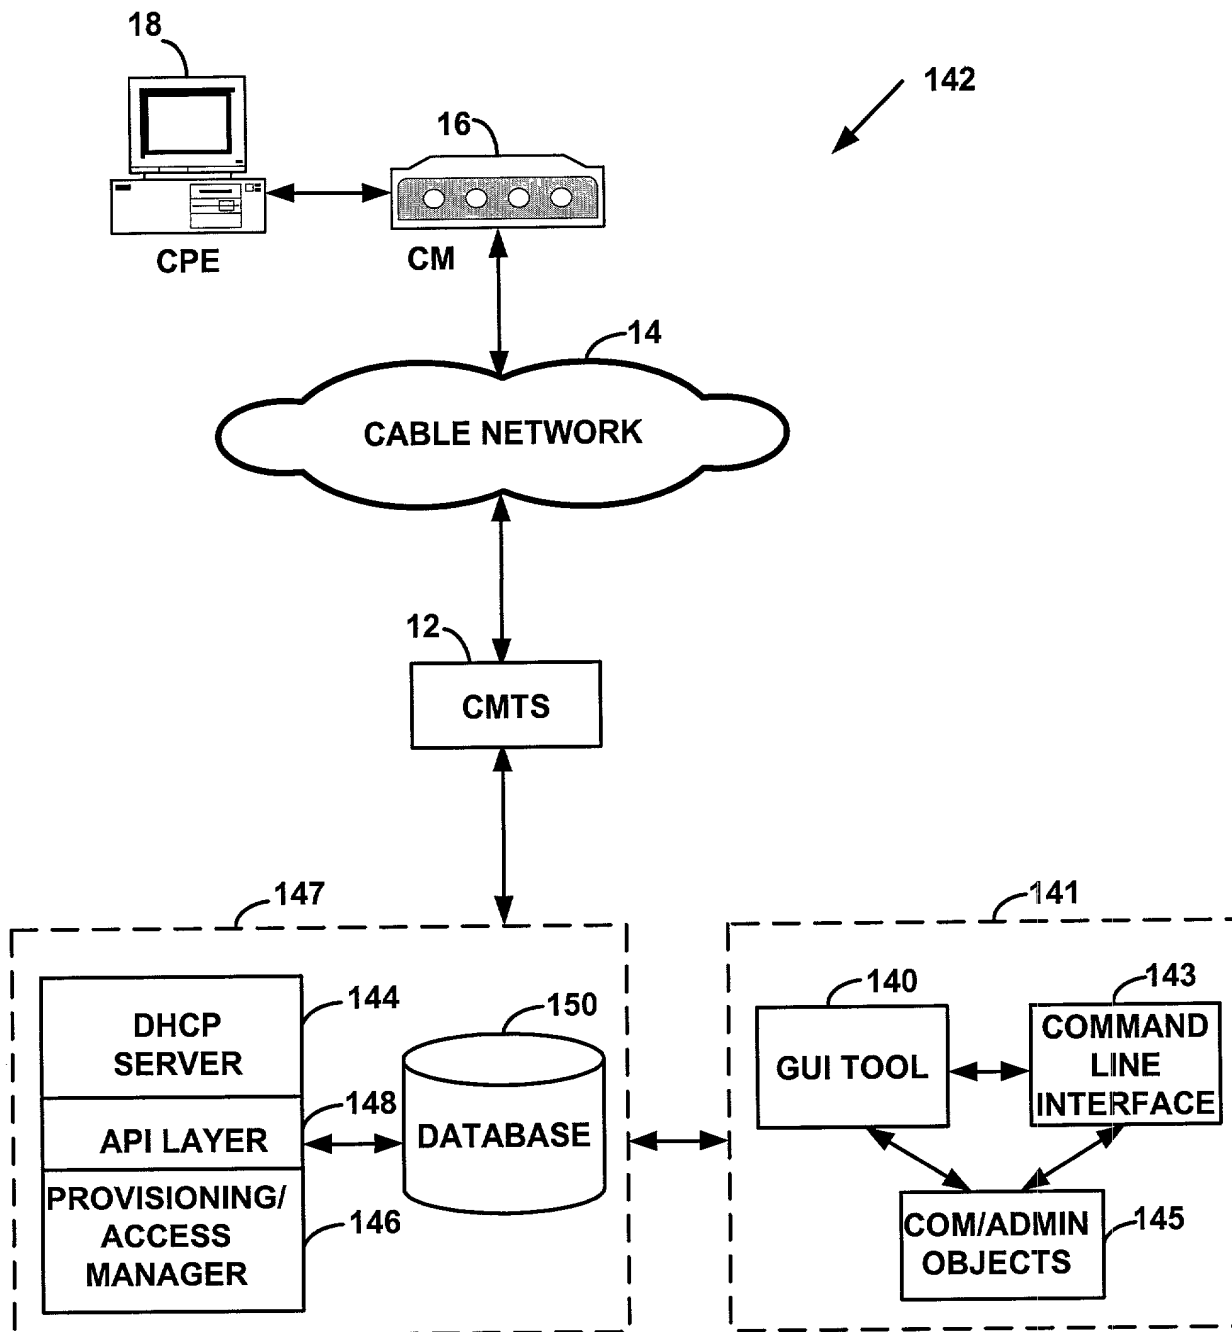 18
142
16
CPE
CM
14
CABLE NETWORK
12
CMTS
147
141
144
150
140
143
DHCP
SERVER
GUI TOOL
COMMAND
LINE
INTERFACE
148
API LAYER
DATABASE
PROVISIONING/
ACCESS
MANAGER
146
COM/ADMIN
OBJECTS
145